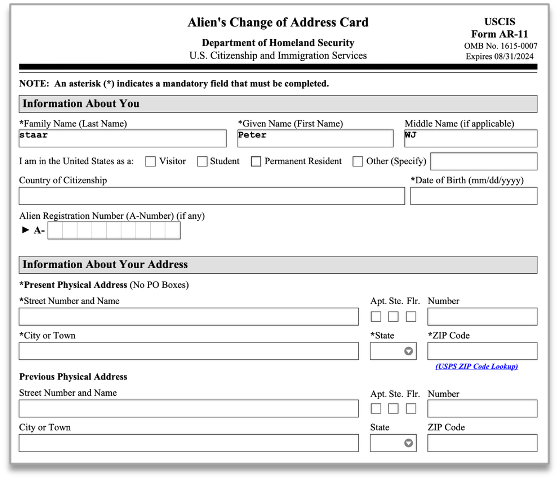 Alien's Change of Address Card
Department of Homeland Security
U.S. Citizenship and Immigration Services
USCIS
Form AR-11
OMB No. 1615-0007
Expires 08/31/2024
NOTE: An asterisk (*) indicates a mandatory field that must be completed.
Information About You
*Family Name (Last Name) *Given Name (First Name) Middle Name (if applicable)
staar Peter WJ
I am in the United States as a: Visitor Student Permanent Resident Other (Specify)
Country of Citizenship *Date of Birth (mm/dd/yyyy)
Alien Registration Number (A-Number) (if any)
► A-
Information About Your Address
*Present Physical Address (No PO Boxes)
*Street Number and Name Apt. Ste. Flr. Number
*City or Town *State *ZIP Code
(USPS ZIP Code Lookup)
Previous Physical Address
Street Number and Name Apt. Ste. Flr. Number
City or Town State ZIP Code